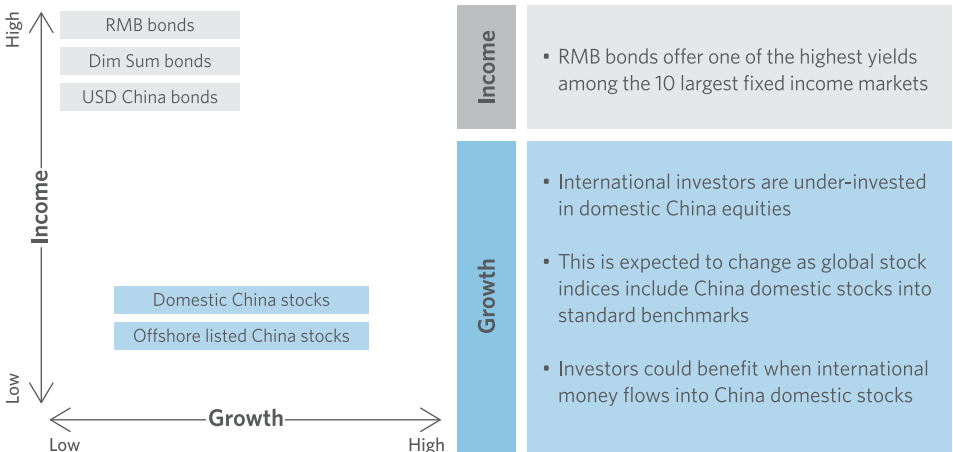 High
RMB bonds
Dim Sum bonds
USD China bonds
Income
Domestic China stocks
Offshore listed China stocks
Low
Growth
Low
High
Income
• RMB bonds offer one of the highest yields
among the 10 largest fixed income markets
Growth
• International investors are under-invested
in domestic China equities
• This is expected to change as global stock
indices include China domestic stocks into
standard benchmarks
• Investors could benefit when international
money flows into China domestic stocks